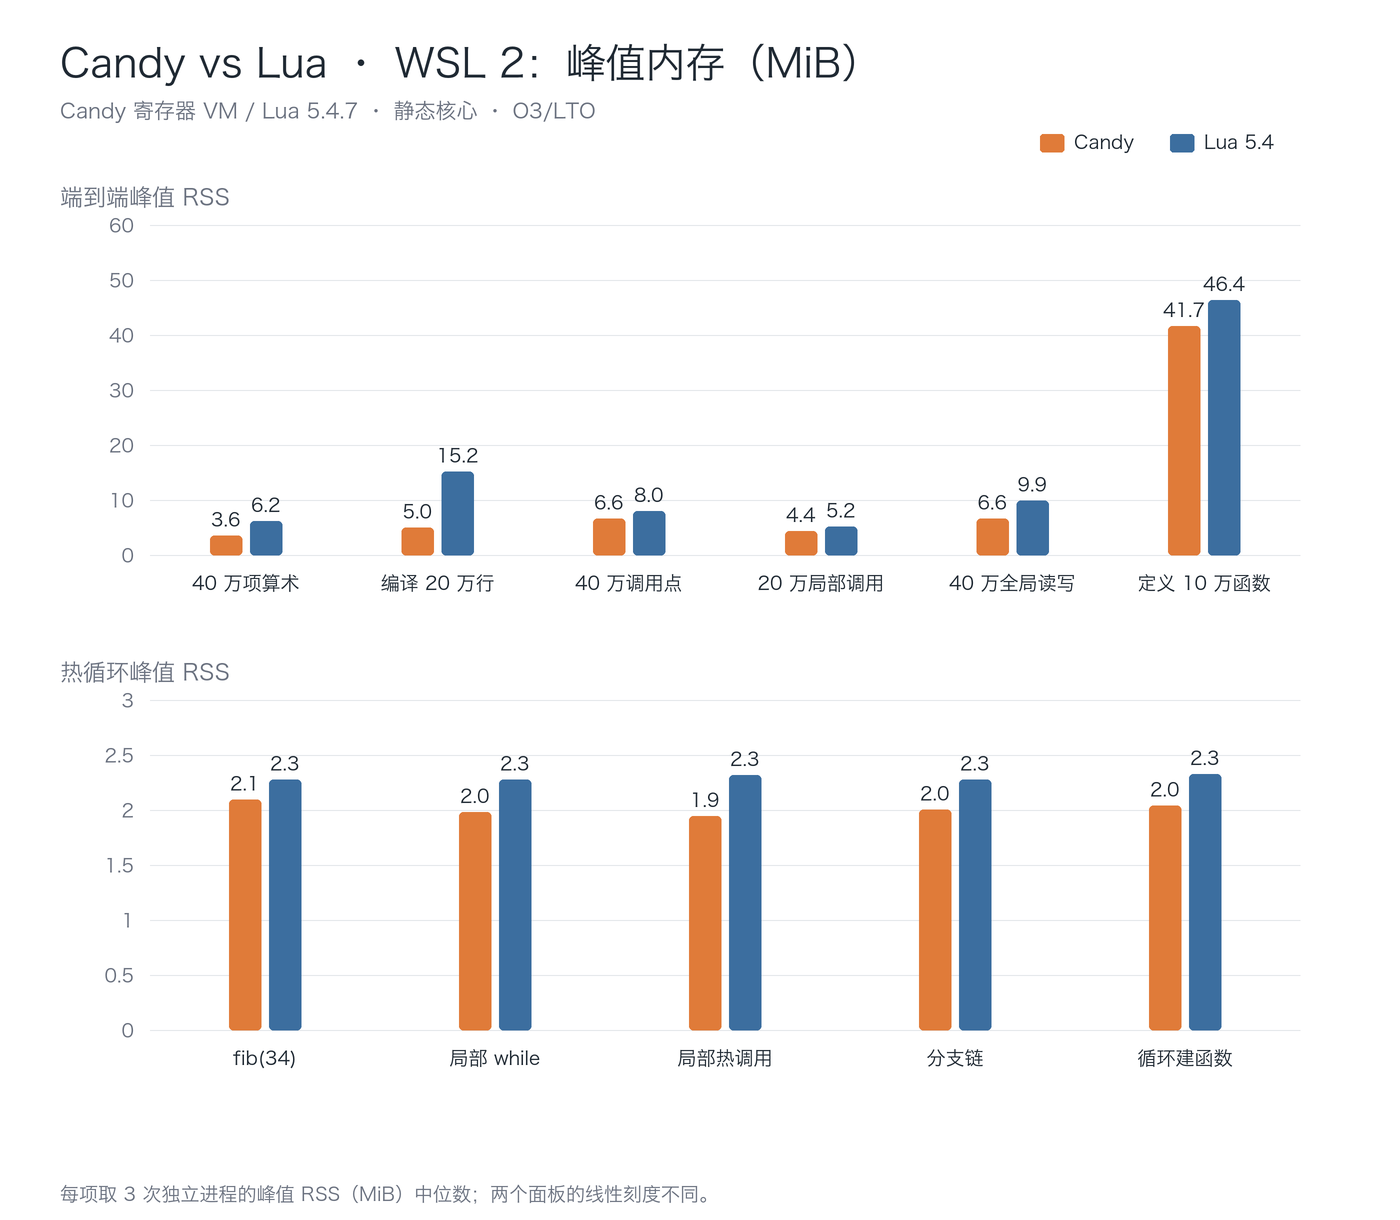 Candy vs Lua · WSL 2：峰值内存（MiB）
Candy 寄存器 VM / Lua 5.4.7 · 静态核心 · O3/LTO
Candy Lua 5.4
端到端峰值 RSS
60
50
40
30
20
10
0
3.6 6.2 5.0 15.2 6.6 8.0 4.4 5.2 6.6 9.9 41.7 46.4
40 万项算术 编译 20 万行 40 万调用点 20 万局部调用 40 万全局读写 定义 10 万函数
热循环峰值 RSS
3
2.5
2
1.5
1
0.5
0
2.1 2.3 2.0 2.3 1.9 2.3 2.0 2.3 2.0 2.3
fib(34) 局部 while 局部热调用 分支链 循环建函数
每项取 3 次独立进程的峰值 RSS（MiB）中位数；两个面板的线性刻度不同。